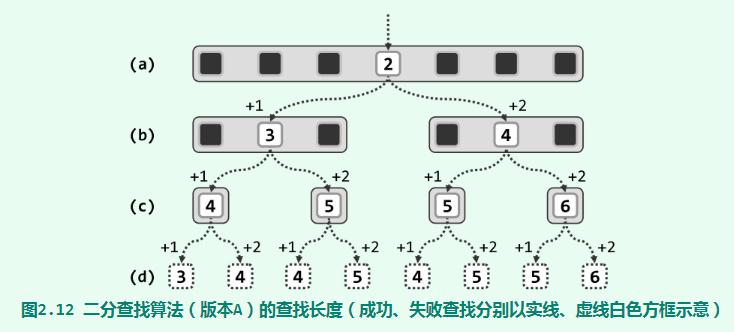 (a) 2
+1 +2
(b) 3 4
+1 +2 +1 +2
(c) 4 5 5 6
+1 +2 +1 +2 +1 +2 +1 +2
(d) 3 4 4 5 4 5 5 6
图2.12 二分查找算法（版本A）的查找长度（成功、失败查找分别以实线、虚线白色方框示意）